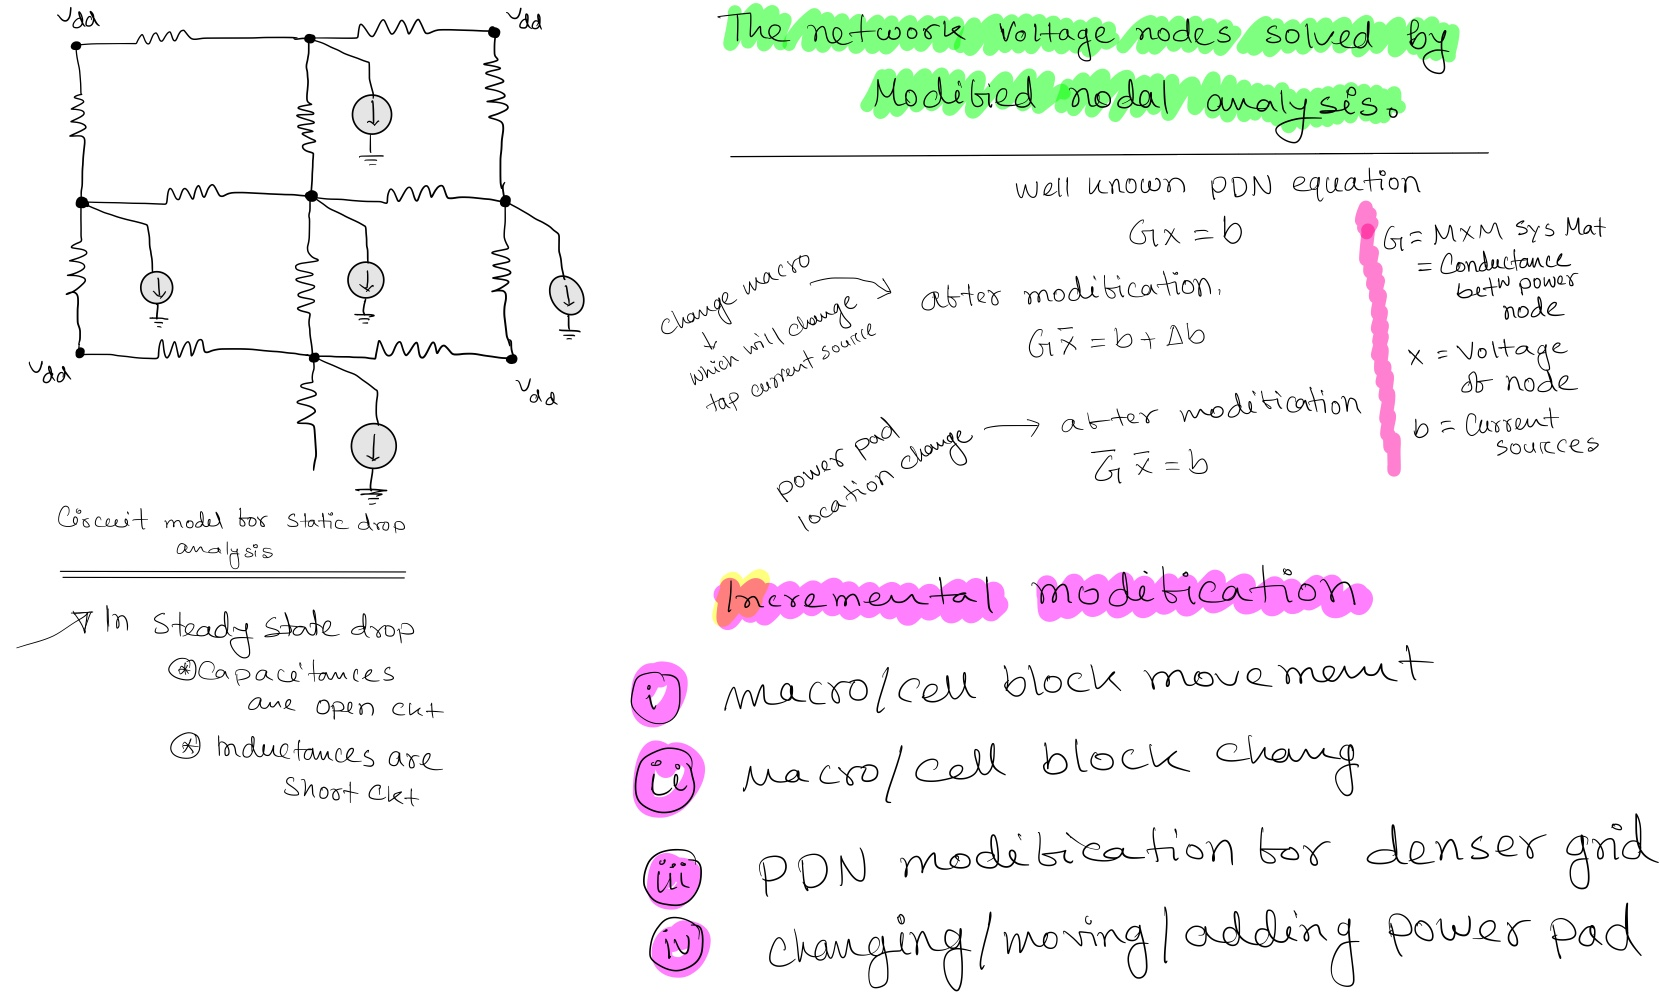 Vdd
Vdd
Vdd
Vdd
Circuit model for static drop
analysis
In steady state drop
* Capacitances
are open ckt
* Inductances are
short ckt
The network voltage nodes solved by
Modified nodal analysis.
well known PDN equation
Gx = b
change macro
↓
which will change
tap current source
after modification,
Gx̄ = b + Δb
power pad
location change
after modification
Ḡ x̄ = b
G = M×M Sys Mat
= Conductance
betw power
node
x = Voltage
of node
b = Current
sources
Incremental modification
i macro/cell block movement
ii macro/cell block chang
iii PDN modification for denser grid
iv changing/moving/adding power pad